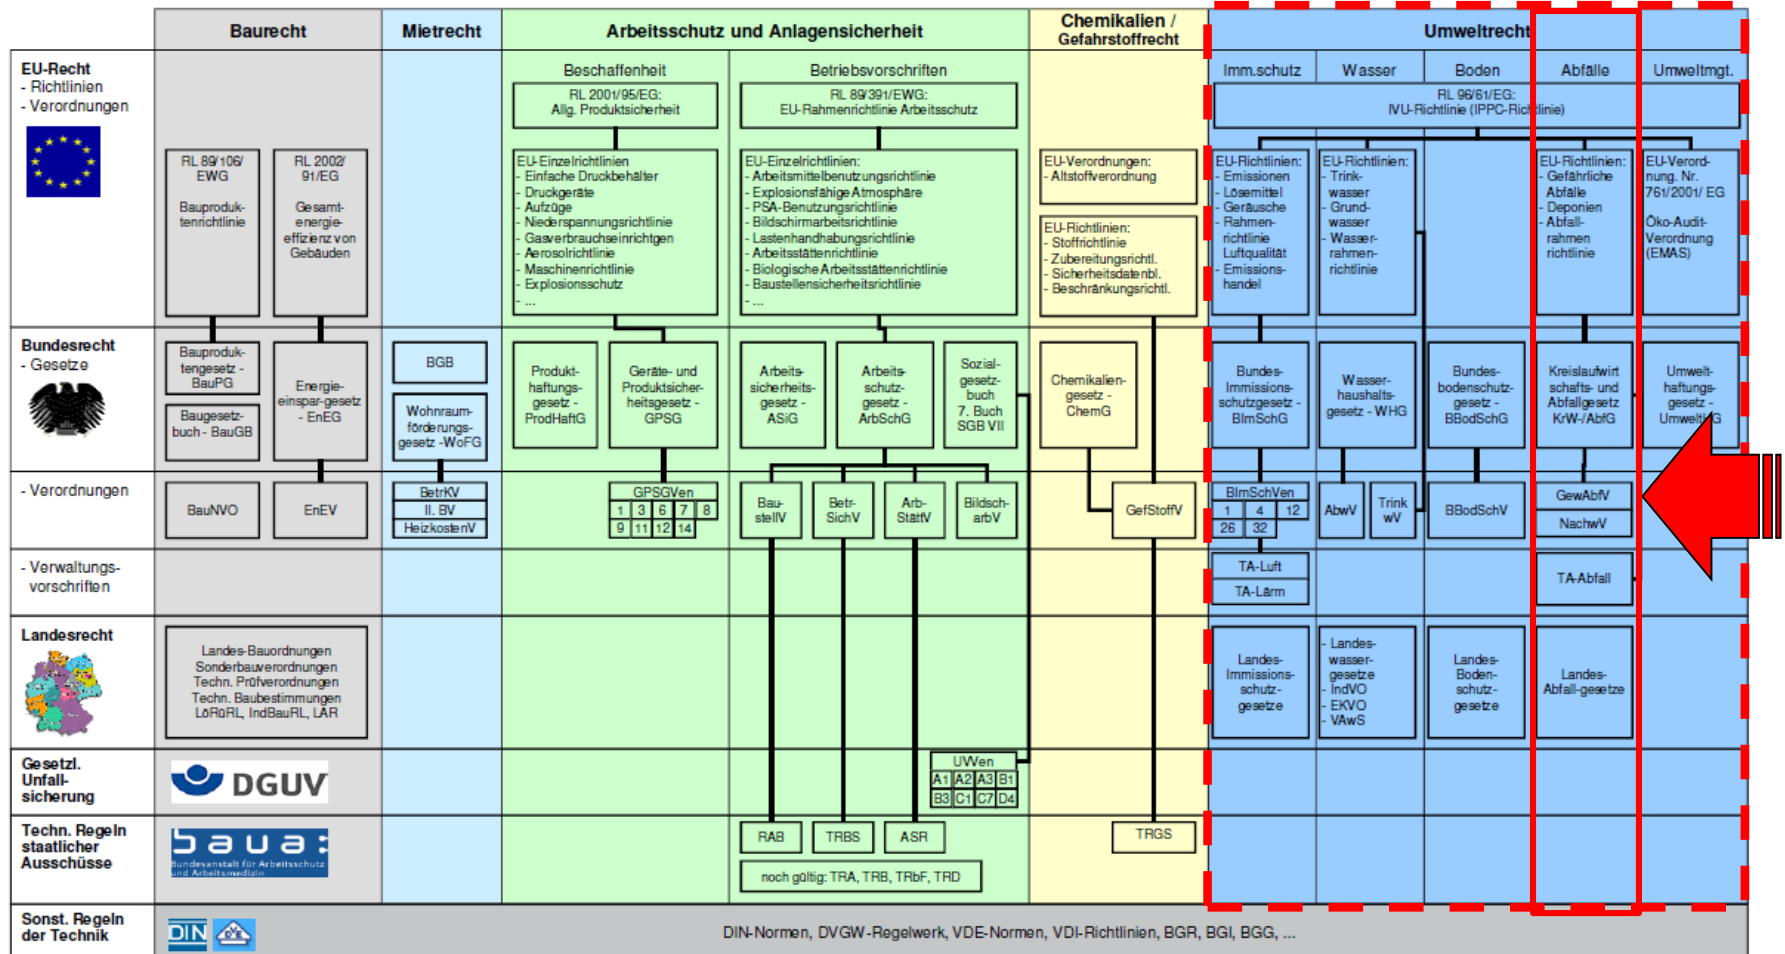 Baurecht
Mietrecht
Arbeitsschutz und Anlagensicherheit
Chemikalien /
Gefahrstoffrecht
Umweltrecht
EU-Recht
- Richtlinien
- Verordnungen
Beschaffenheit
Betriebsvorschriften
Imm.schutz
Wasser
Boden
Abfälle
Umweltmgt.
RL 2001/95/EG:
Allg. Produktsicherheit
RL 89/391/EWG:
EU-Rahmenrichtlinie Arbeitsschutz
RL 96/61/EG:
IVU-Richtlinie (IPPC-Richtlinie)
RL 89/106/
EWG
Bauproduk-
tenrichtlinie
RL 2002/
91/EG
Gesamt-
energie-
effizienz von
Gebäuden
EU-Einzelrichtlinien
- Einfache Druckbehälter
- Druckgeräte
- Aufzüge
- Niederspannungsrichtlinie
- Gasverbrauchseinrichtgen
- Aerosolrichtlinie
- Maschinenrichtlinie
- Explosionsschutz
- ...
EU-Einzelrichtlinien:
- Arbeitsmittelbenutzungsrichtlinie
- Explosionsfähige Atmosphäre
- PSA-Benutzungsrichtlinie
- Bildschirmarbeitsrichtlinie
- Lastenhandhabungsrichtlinie
- Arbeitsstättenrichtlinie
- Biologische Arbeitsstättenrichtlinie
- Baustellensicherheitsrichtlinie
- ...
EU-Verordnungen:
- Altstoffverordnung
EU-Richtlinien:
- Stoffrichtlinie
- Zubereitungsrichtl.
- Sicherheitsdatenbl.
- Beschränkungsrichtl.
EU-Richtlinien:
- Emissionen
- Lösemittel
- Geräusche
- Rahmen-
richtlinie
Luftqualität
- Emissions-
handel
EU-Richtlinien:
- Trink-
wasser
- Grund-
wasser
- Wasser-
rahmen-
richtlinie
EU-Richtlinien:
- Gefährliche
Abfälle
- Deponien
- Abfall-
rahmen
richtlinie
EU-Verord-
nung. Nr.
761/2001/ EG
Öko-Audit-
Verordnung
(EMAS)
Bundesrecht
- Gesetze
Bauproduk-
tengesetz -
BauPG
Baugesetz-
buch - BauGB
Energie-
einspar-gesetz
- EnEG
BGB
Wohnraum-
förderungs-
gesetz -WoFG
Produkt-
haftungs-
gesetz -
ProdHaftG
Geräte- und
Produktsicher-
heitsgesetz -
GPSG
Arbeits-
sicherheits-
gesetz -
ASiG
Arbeits-
schutz-
gesetz -
ArbSchG
Sozial-
gesetz-
buch
7. Buch
SGB VII
Chemikalien-
gesetz -
ChemG
Bundes-
Immissions-
schutzgesetz -
BImSchG
Wasser-
haushalts-
gesetz - WHG
Bundes-
bodenschutz-
gesetz -
BBodSchG
Kreislaufwirt
schafts- und
Abfallgesetz
KrW-/AbfG
Umwelt-
haftungs-
gesetz -
- Verordnungen
BauNVO
EnEV
BetrKV
II. BV
HeizkostenV
GPSGVen
1 3 6 7 8
9 11 12 14
Bau-
stellV
Betr-
SichV
Arb-
StättV
Bildsch-
arbV
GefStoffV
BImSchVen
1 4 12
26 32
AbwV
Trink
wV
BBodSchV
GewAbfV
NachwV
- Verwaltungs-
vorschriften
TA-Luft
TA-Lärm
TA-Abfall
Landesrecht
Landes-Bauordnungen
Sonderbauverordnungen
Techn. Prüfverordnungen
Techn. Baubestimmungen
LöRüRL, IndBauRL, LAR
Landes-
Immissions-
schutz-
gesetze
- Landes-
wasser-
gesetze
- IndVO
- EKVO
- VAwS
Landes-
Boden-
schutz-
gesetze
Landes-
Abfall-gesetze
Gesetzl.
Unfall-
sicherung
DGUV
UVVen
A1 A2 A3 B1
B3 C1 C7 D4
Techn. Regeln
staatlicher
Ausschüsse
baua:
Bundesanstalt für Arbeitsschutz
und Arbeitsmedizin
RAB
TRBS
ASR
TRGS
noch gültig: TRA, TRB, TRbF, TRD
Sonst. Regeln
der Technik
DIN
VDE
DIN-Normen, DVGW-Regelwerk, VDE-Normen, VDI-Richtlinien, BGR, BGI, BGG, ...